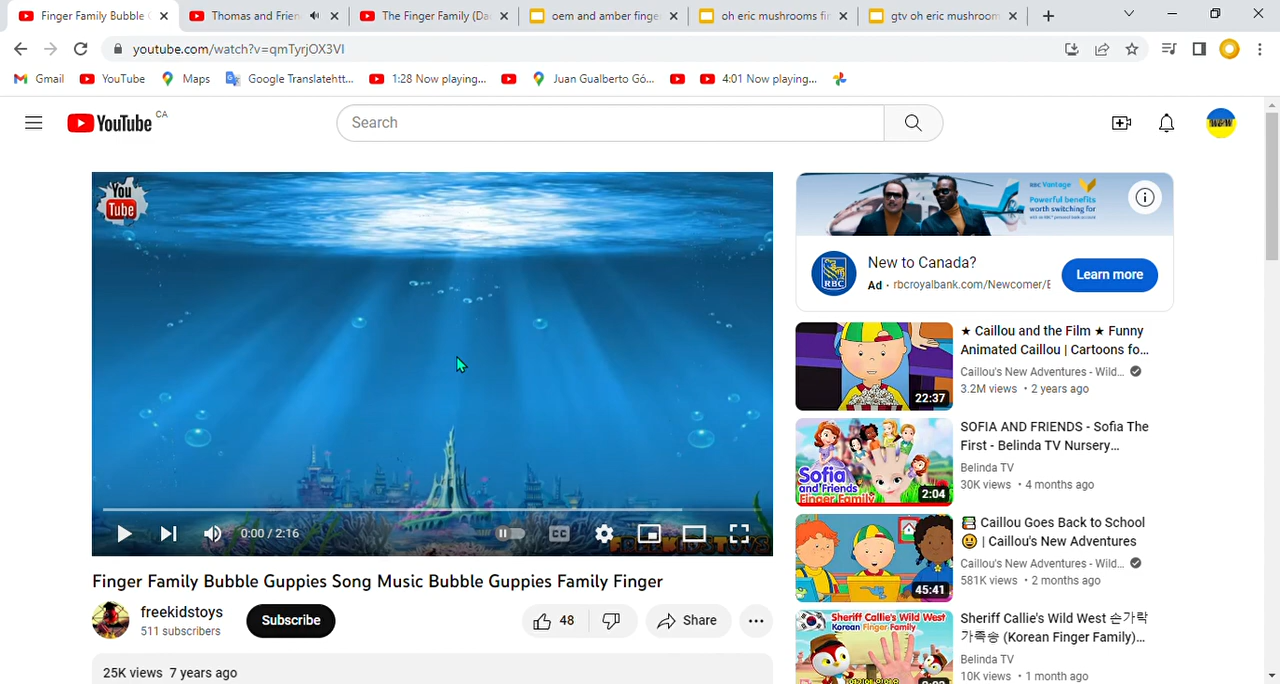 Finger Family Bubble
Thomas and Frien
The Finger Family (Da
oem and amber finge
oh eric mushrooms fi
gtv oh eric mushroom
youtube.com/watch?v=qmTyrjOX3VI
Gmail
YouTube
Maps
Google Translatehtt...
1:28 Now playing...
Juan Gualberto Gó...
4:01 Now playing...
YouTube CA
Search
W&W
You
Tube
RBC Vantage
Powerful benefits
worth switching for
RBC
New to Canada?
Ad · rbcroyalbank.com/Newcomer/E
Learn more
★ Caillou and the Film ★ Funny
Animated Caillou | Cartoons fo...
Caillou's New Adventures - Wild...
3.2M views • 2 years ago
22:37
SOFIA AND FRIENDS - Sofia The
First - Belinda TV Nursery...
Belinda TV
30K views • 4 months ago
Sofia
and Friends
Finger Family
2:04
Caillou Goes Back to School
| Caillou's New Adventures
Caillou's New Adventures - Wild...
581K views • 2 months ago
45:41
Sheriff Callie's Wild West 손가락
가족송 (Korean Finger Family)...
Belinda TV
10K views • 1 month ago
Sheriff Callie's Wild West
Korean Finger Family
0:00 / 2:16
CC
FREEKIDSTOYS
Finger Family Bubble Guppies Song Music Bubble Guppies Family Finger
freekidstoys
511 subscribers
Subscribe
48
Share
25K views 7 years ago